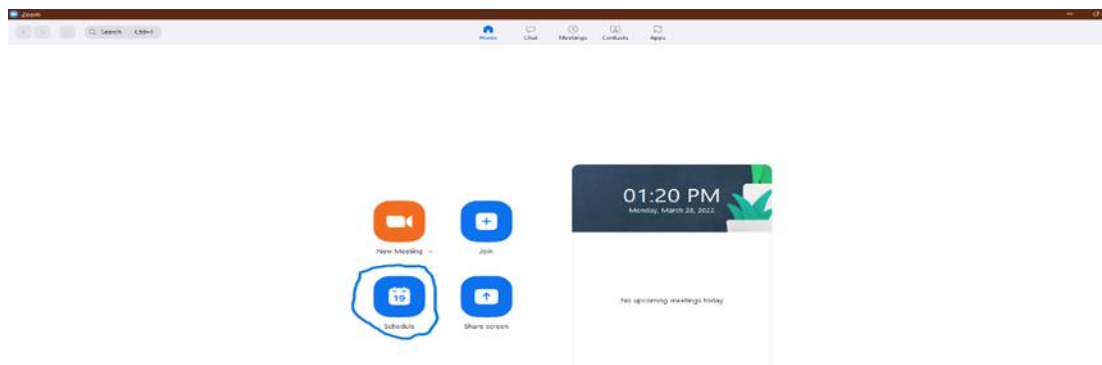 Zoom
Search Ctrl+F
Home Chat Meetings Contacts Apps
01:20 PM
Monday, March 28, 2022
New Meeting Join
19
Schedule Share screen
No upcoming meetings today